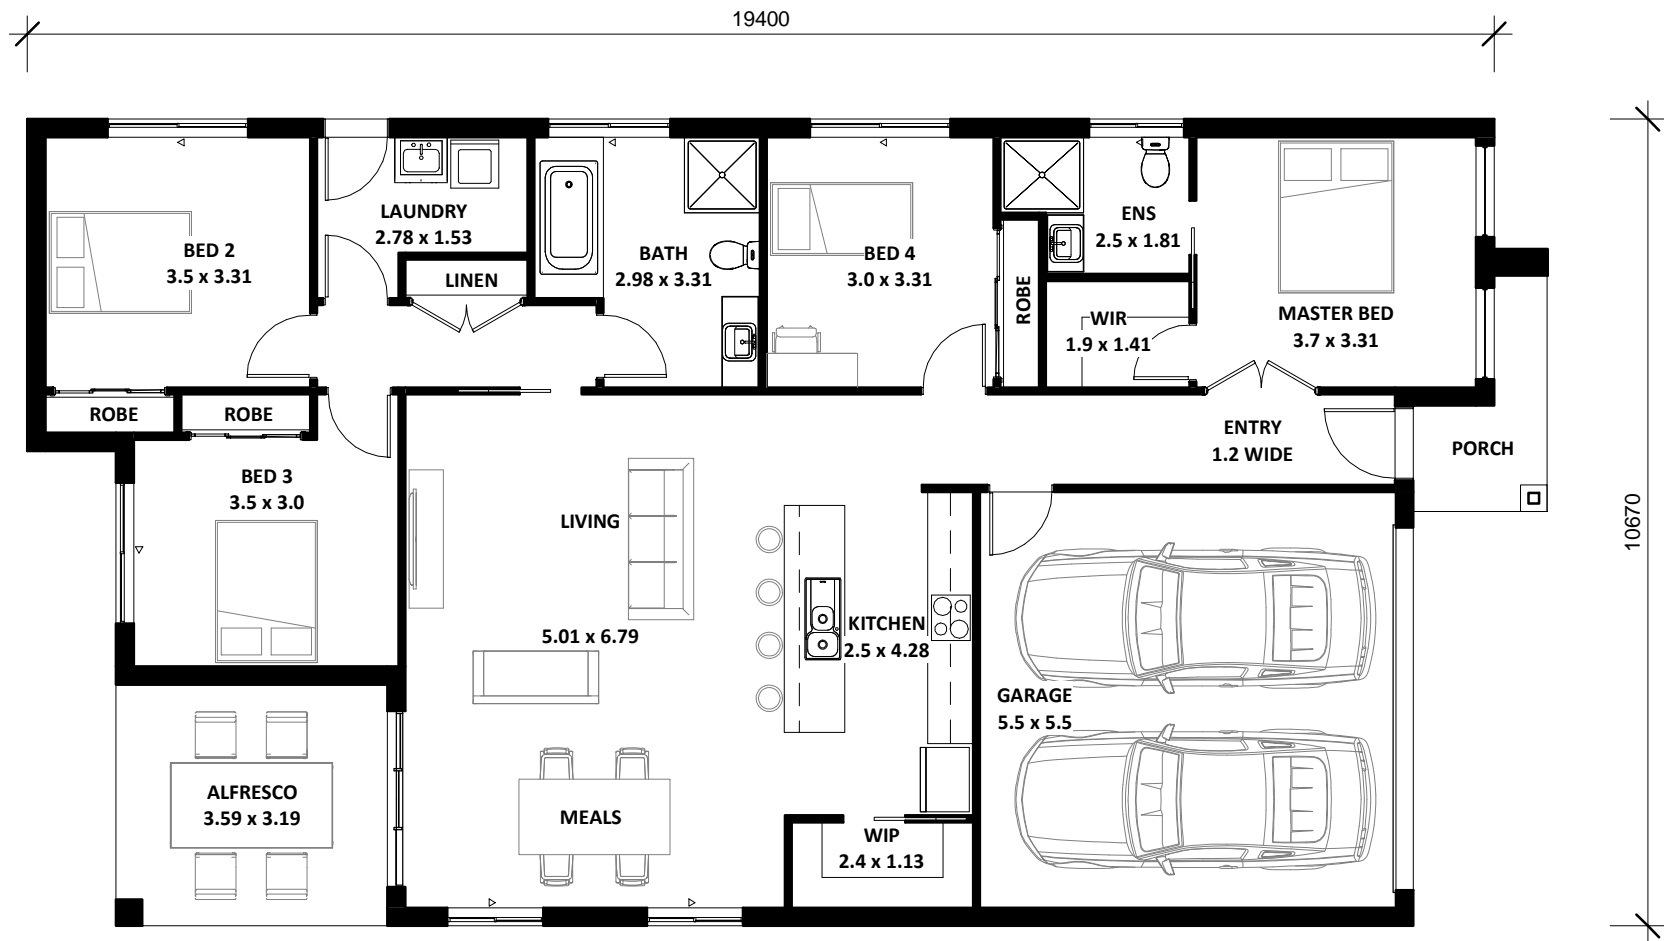 19400
BED 2
3.5 x 3.31
LAUNDRY
2.78 x 1.53
LINEN
BATH
2.98 x 3.31
BED 4
3.0 x 3.31
ROBE
ENS
2.5 x 1.81
WIR
1.9 x 1.41
MASTER BED
3.7 x 3.31
ROBE
ROBE
ENTRY
1.2 WIDE
PORCH
BED 3
3.5 x 3.0
LIVING
5.01 x 6.79
KITCHEN
2.5 x 4.28
GARAGE
5.5 x 5.5
10670
ALFRESCO
3.59 x 3.19
MEALS
WIP
2.4 x 1.13